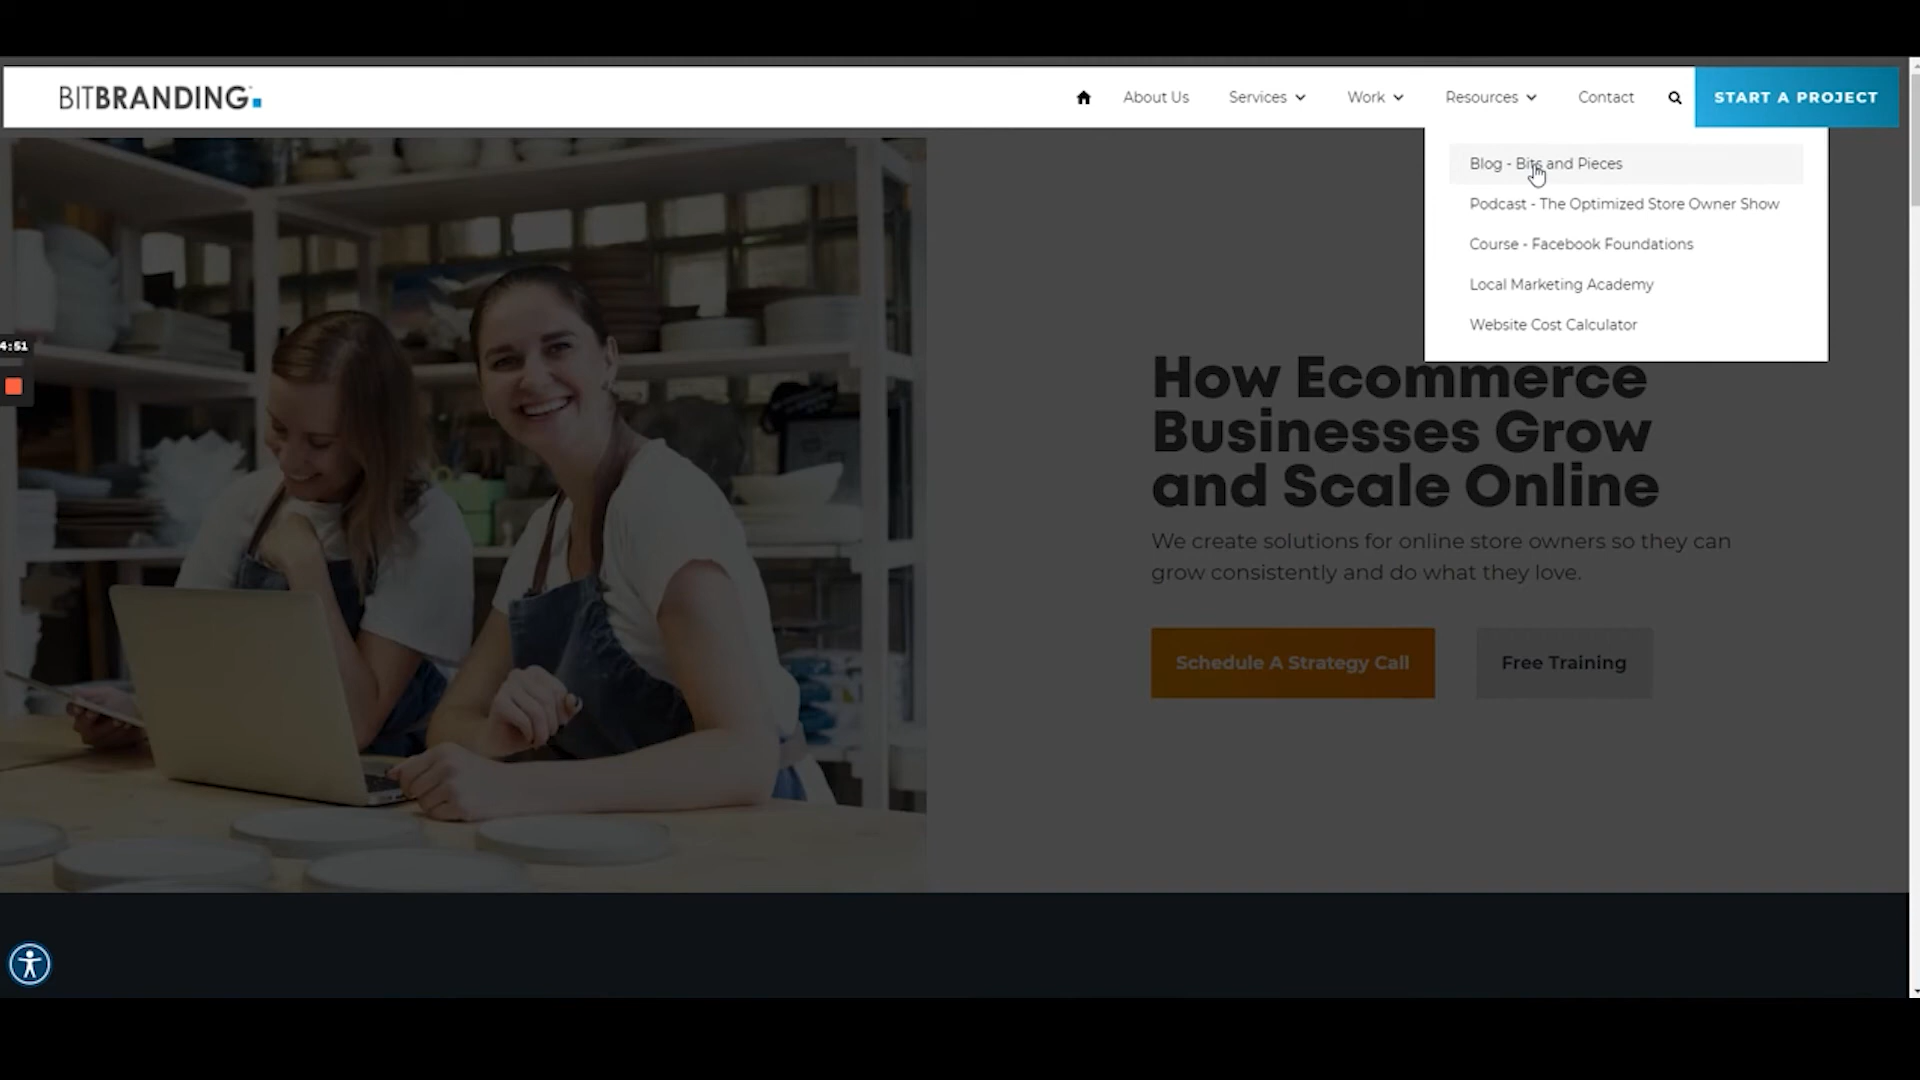 BITBRANDING
About Us
Services
Work
Resources
Contact
START A PROJECT
Blog - Bits and Pieces
Podcast - The Optimized Store Owner Show
Course - Facebook Foundations
Local Marketing Academy
Website Cost Calculator
4:51
How Ecommerce
Businesses Grow
and Scale Online
We create solutions for online store owners so they can
grow consistently and do what they love.
Schedule A Strategy Call
Free Training